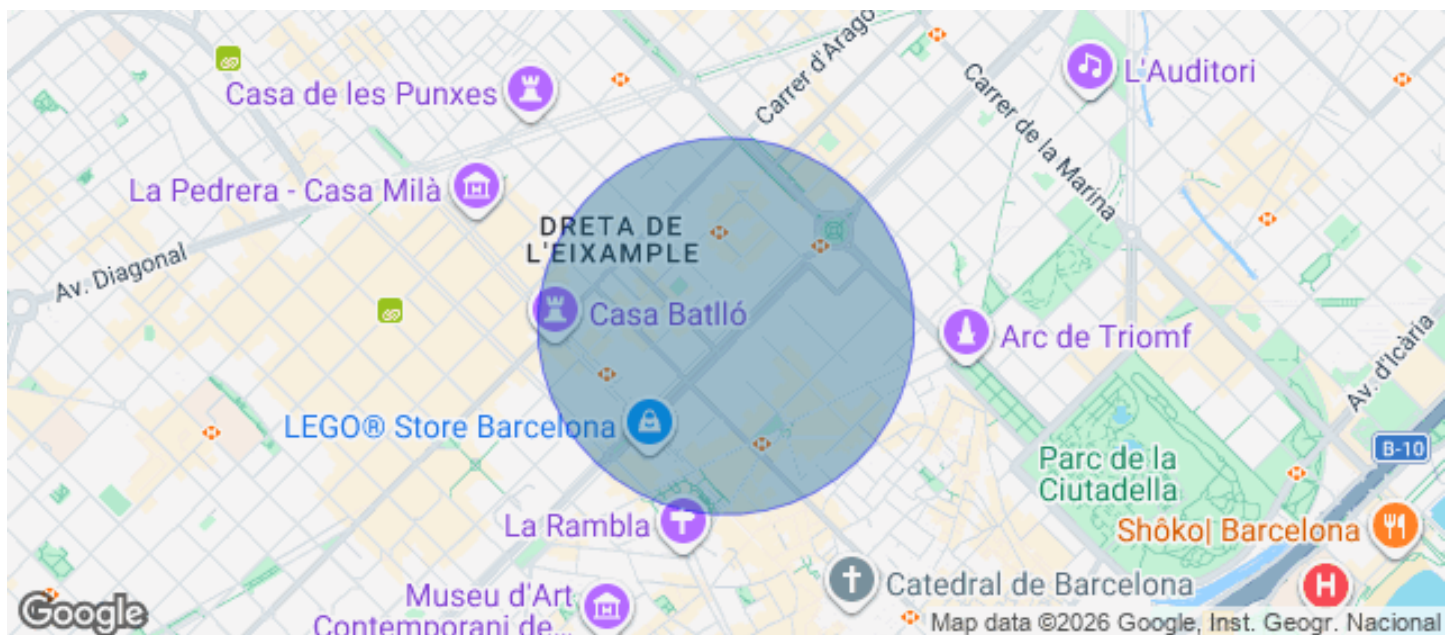 Carrer d'Arago
L'Auditori
Casa de les Punxes
Carrer de la Marina
La Pedrera - Casa Milà
DRETA DE
L'EIXAMPLE
Av. Diagonal
Casa Batlló
Arc de Triomf
Av. d'Icària
LEGO® Store Barcelona
B-10
Parc de la
Ciutadella
La Rambla
Shôko| Barcelona
Catedral de Barcelona
H
Museu d'Art
Contemporani de...
Google
Map data ©2026 Google, Inst. Geogr. Nacional